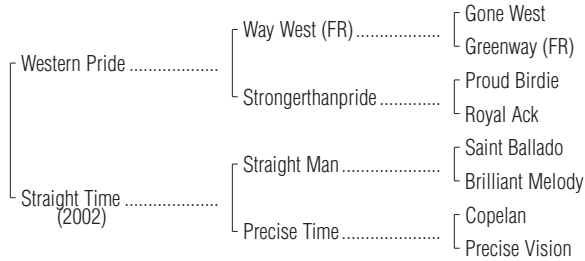 Gone West
Way West (FR) ...................
Greenway (FR)
Western Pride ....................
Proud Birdie
Strongerthanpride ..............
Royal Ack
Saint Ballado
Straight Man ......................
Brilliant Melody
Straight Time .....................
(2002)
Copelan
Precise Time ......................
Precise Vision